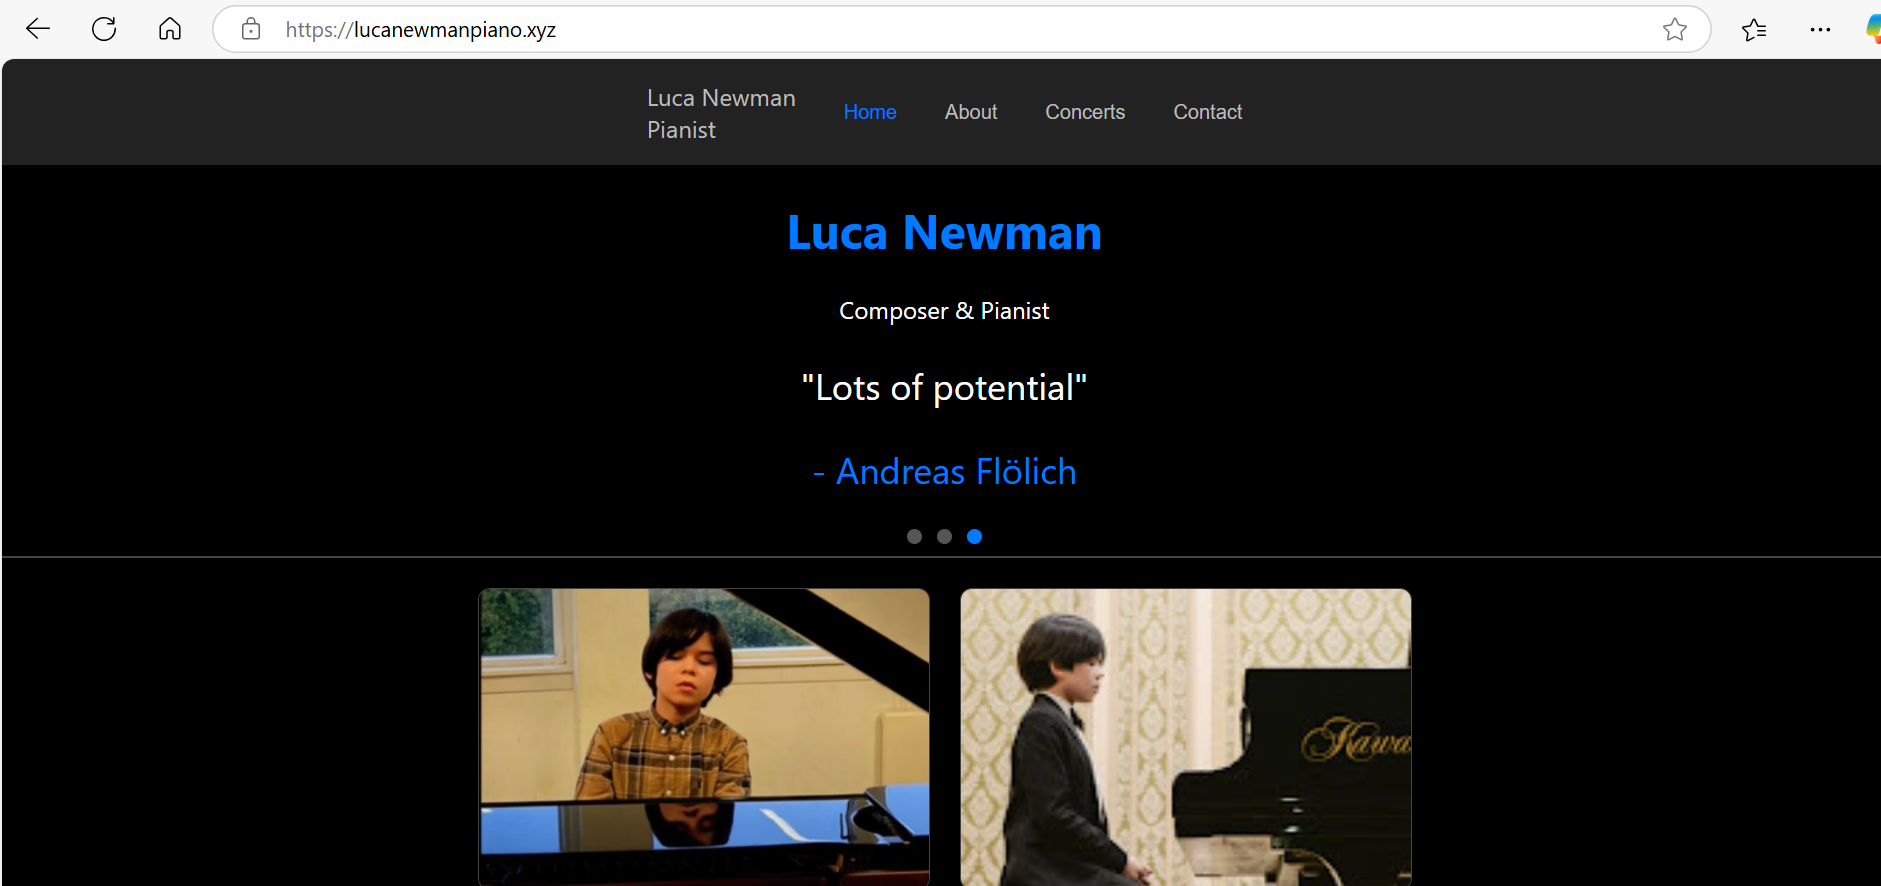 https://lucanewmanpiano.xyz
Luca Newman
Pianist
Home
About
Concerts
Contact
Luca Newman
Composer & Pianist
"Lots of potential"
- Andreas Flölich
Kawa